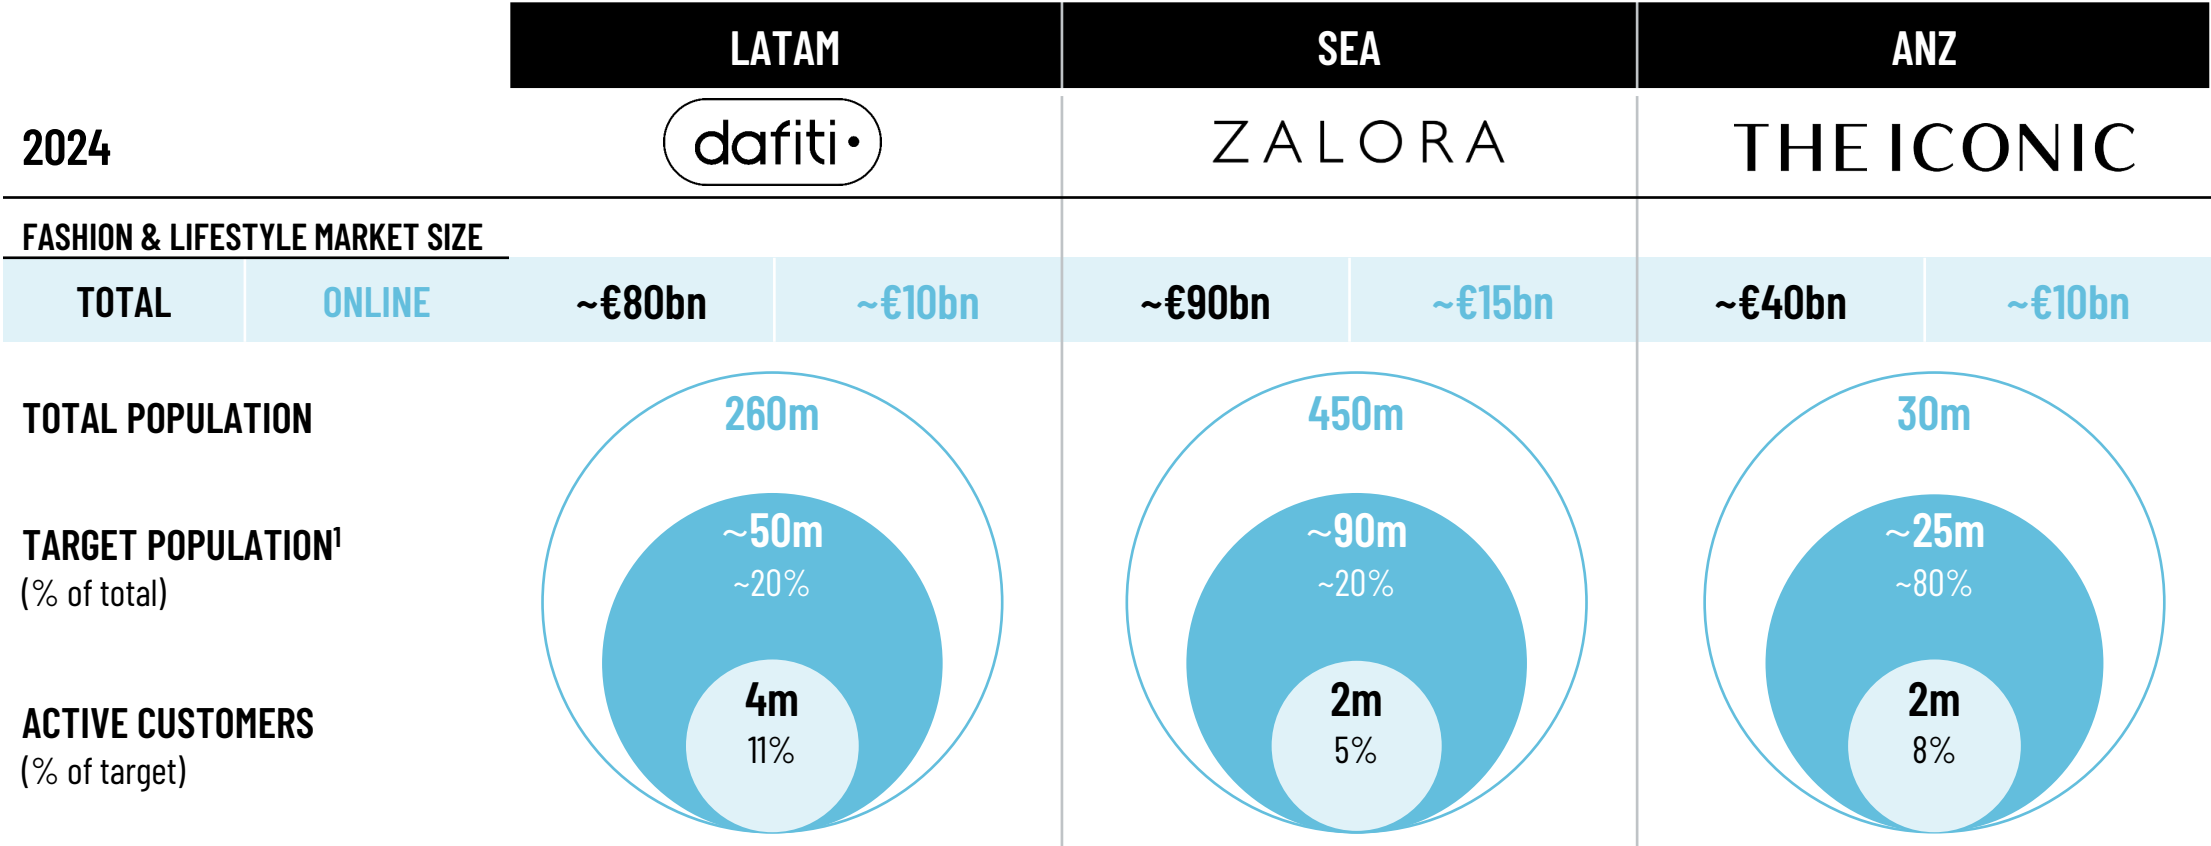 LATAM SEA ANZ
2024 dafiti ZALORA THE ICONIC
FASHION & LIFESTYLE MARKET SIZE
TOTAL ONLINE ~€80bn ~€10bn ~€90bn ~€15bn ~€40bn ~€10bn
TOTAL POPULATION 260m 450m 30m
TARGET POPULATION¹ ~50m ~90m ~25m
(% of total) ~20% ~20% ~80%
ACTIVE CUSTOMERS 4m 2m 2m
(% of target) 11% 5% 8%